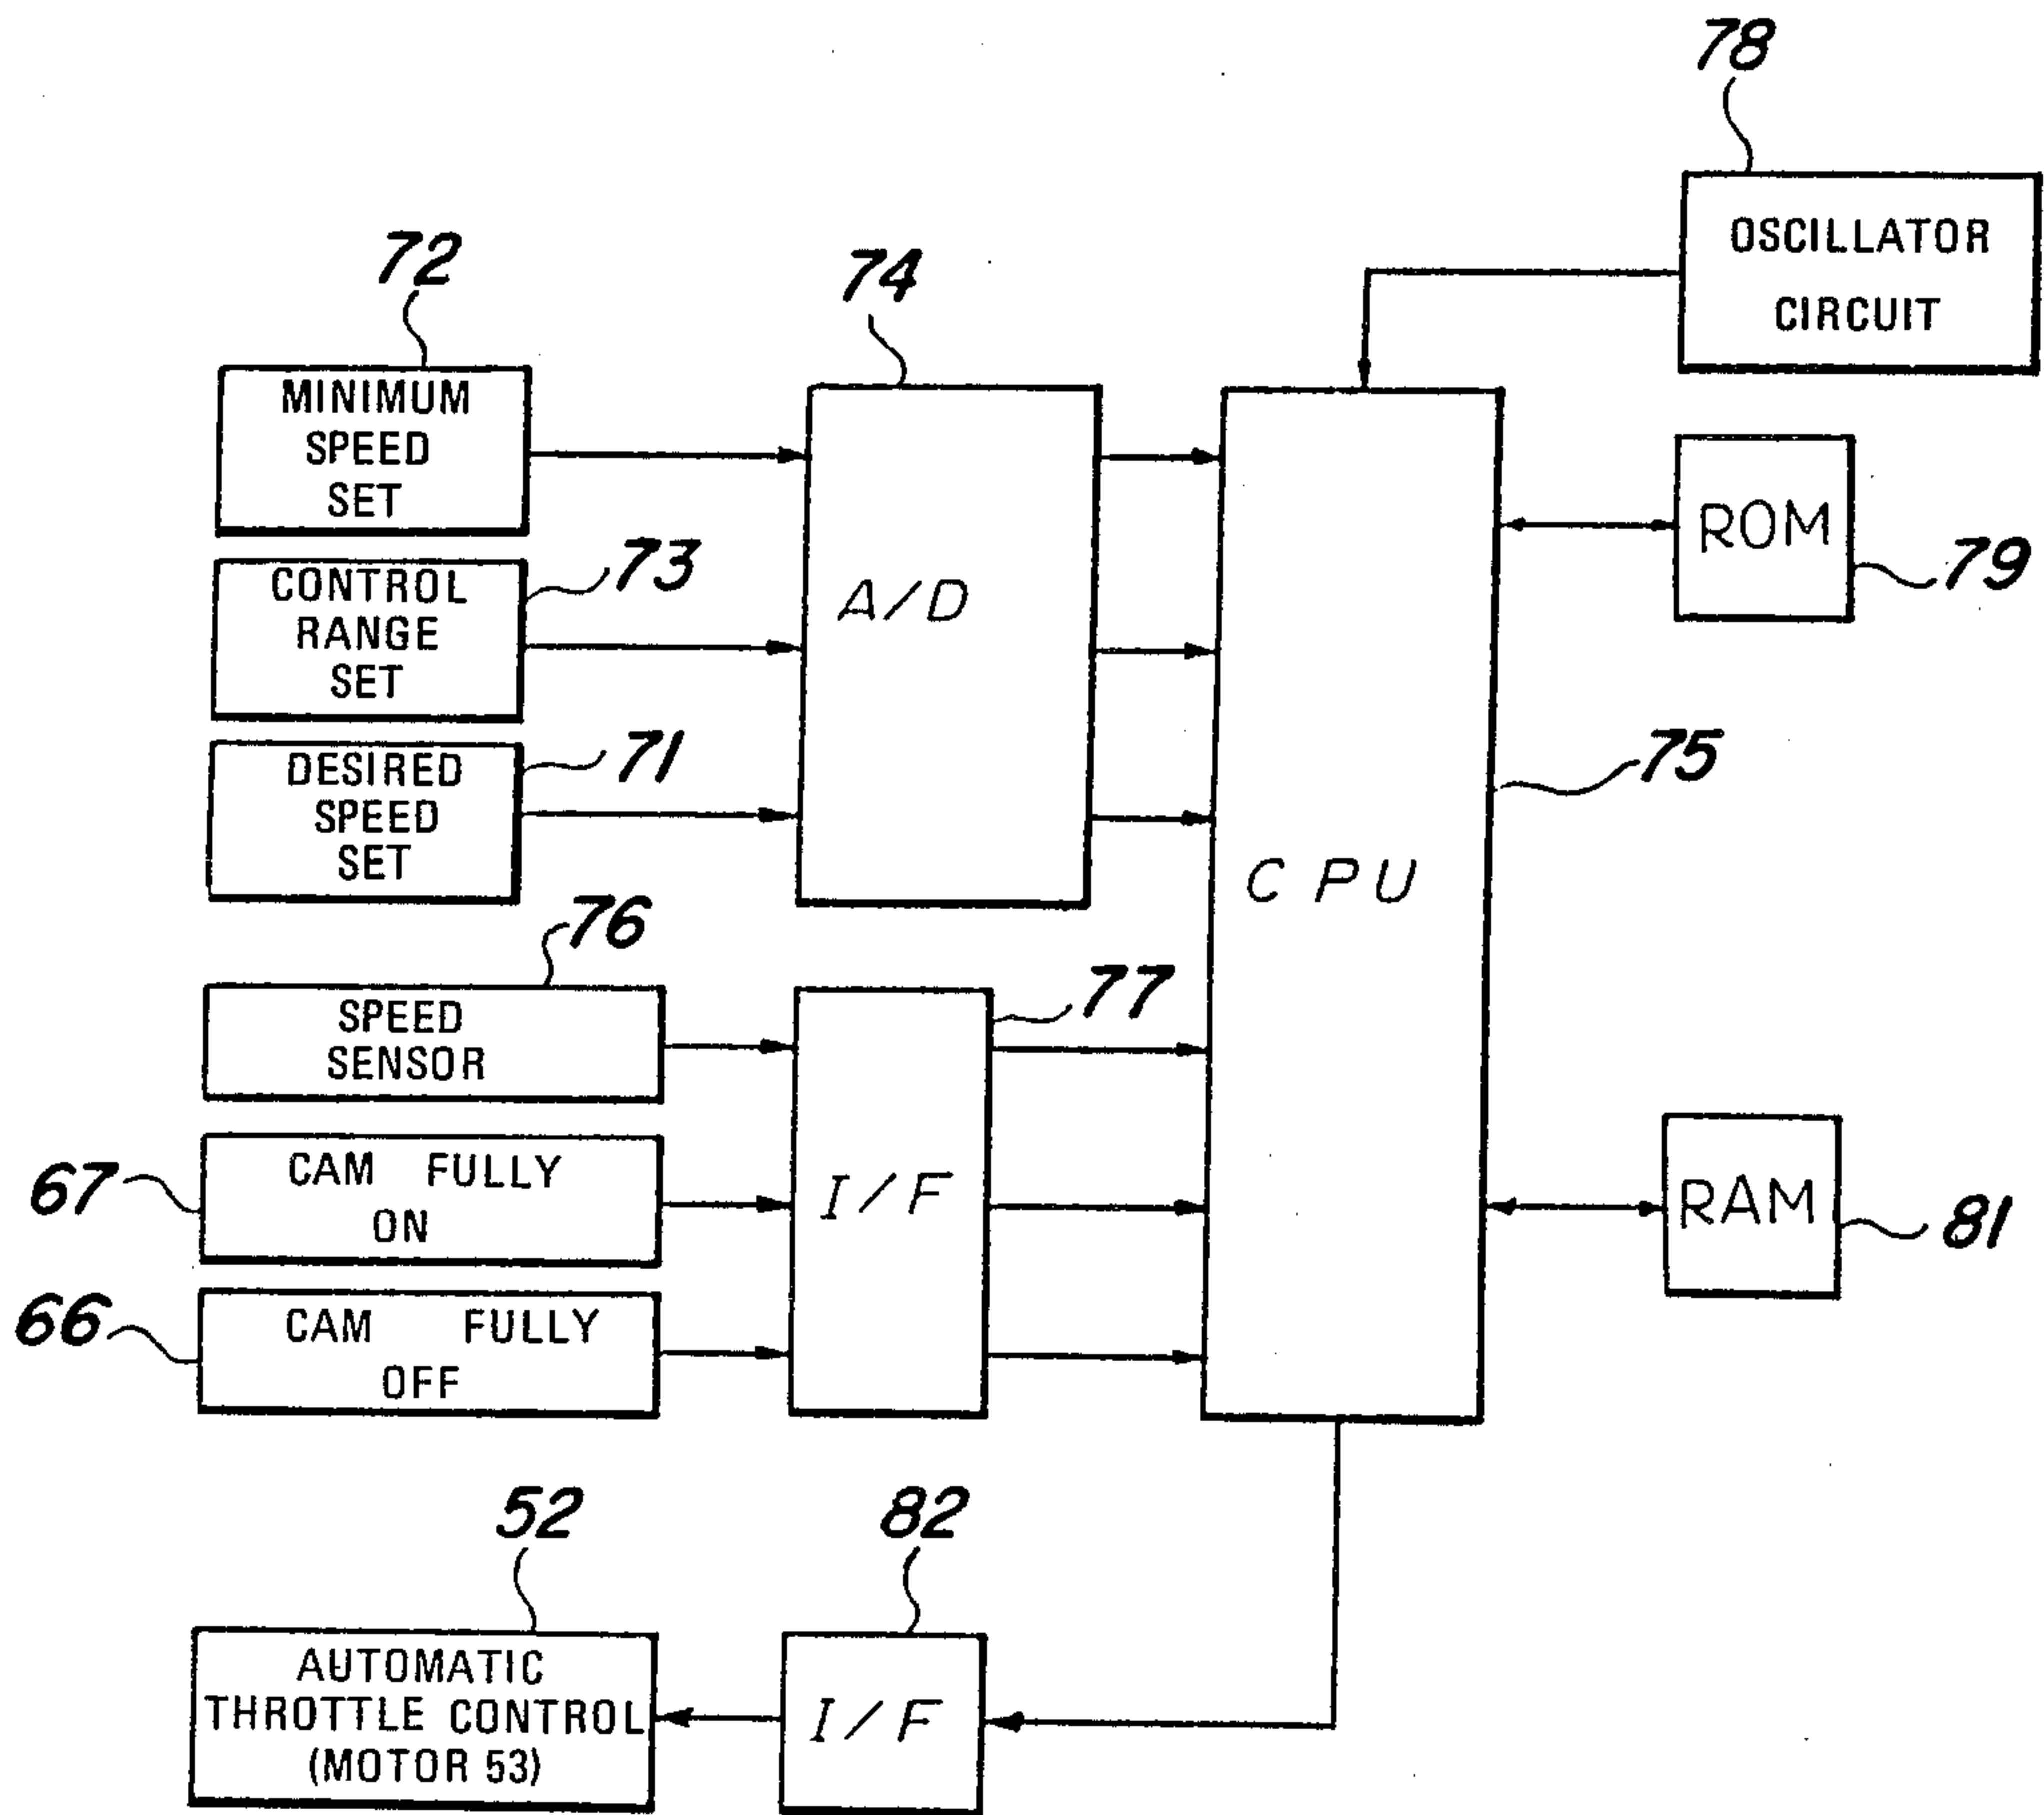 78
OSCILLATOR
CIRCUIT
72
MINIMUM
SPEED
SET
74
A/D
73
CONTROL
RANGE
SET
ROM
79
71
DESIRED
SPEED
SET
75
CPU
76
SPEED
SENSOR
77
I/F
67
CAM FULLY
ON
RAM
81
66
CAM FULLY
OFF
52
AUTOMATIC
THROTTLE CONTROL
(MOTOR 53)
82
I/F